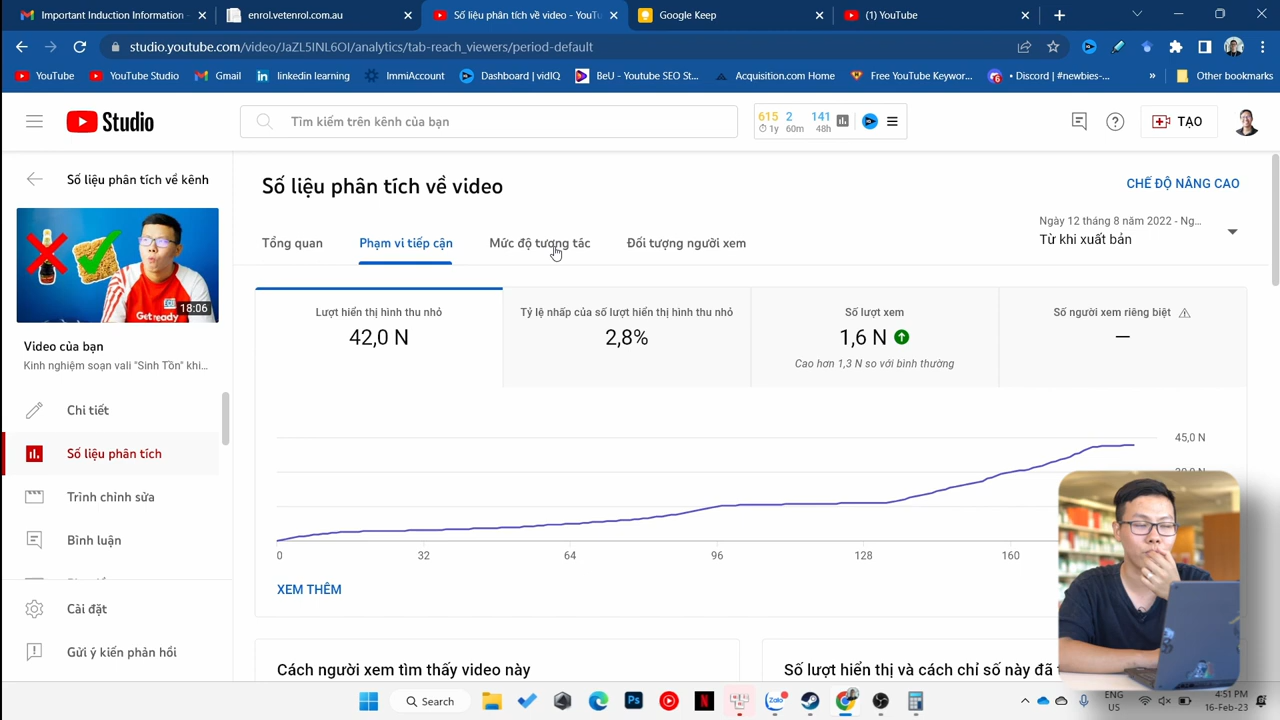 Important Induction Information
enrol.vetenrol.com.au
Số liệu phân tích về video - YouTu
Google Keep
(1) YouTube
studio.youtube.com/video/JaZL5INL6OI/analytics/tab-reach_viewers/period-default
YouTube
YouTube Studio
Gmail
linkedin learning
ImmiAccount
Dashboard | vidIQ
BeU - Youtube SEO St...
Acquisition.com Home
Free YouTube Keywor...
• Discord | #newbies-...
»
Other bookmarks
Studio
Tìm kiếm trên kênh của bạn
615 2 141
1y 60m 48h
TẠO
Số liệu phân tích về kênh
18:06
Video của bạn
Kinh nghiệm soạn vali "Sinh Tồn" khi...
Chi tiết
Số liệu phân tích
Trình chỉnh sửa
Bình luận
Cài đặt
Gửi ý kiến phản hồi
Số liệu phân tích về video
CHẾ ĐỘ NÂNG CAO
Tổng quan
Phạm vi tiếp cận
Mức độ tương tác
Đối tượng người xem
Ngày 12 tháng 8 năm 2022 - Ng...
Từ khi xuất bản
Lượt hiển thị hình thu nhỏ
42,0 N
Tỷ lệ nhấp của số lượt hiển thị hình thu nhỏ
2,8%
Số lượt xem
1,6 N
Cao hơn 1,3 N so với bình thường
Số người xem riêng biệt
—
45,0 N
0 32 64 96 128 160
XEM THÊM
Cách người xem tìm thấy video này
Số lượt hiển thị và cách chỉ số này đã
Get ready!
Search
Ps
N
Zalo
ENG
US
4:51 PM
16-Feb-23